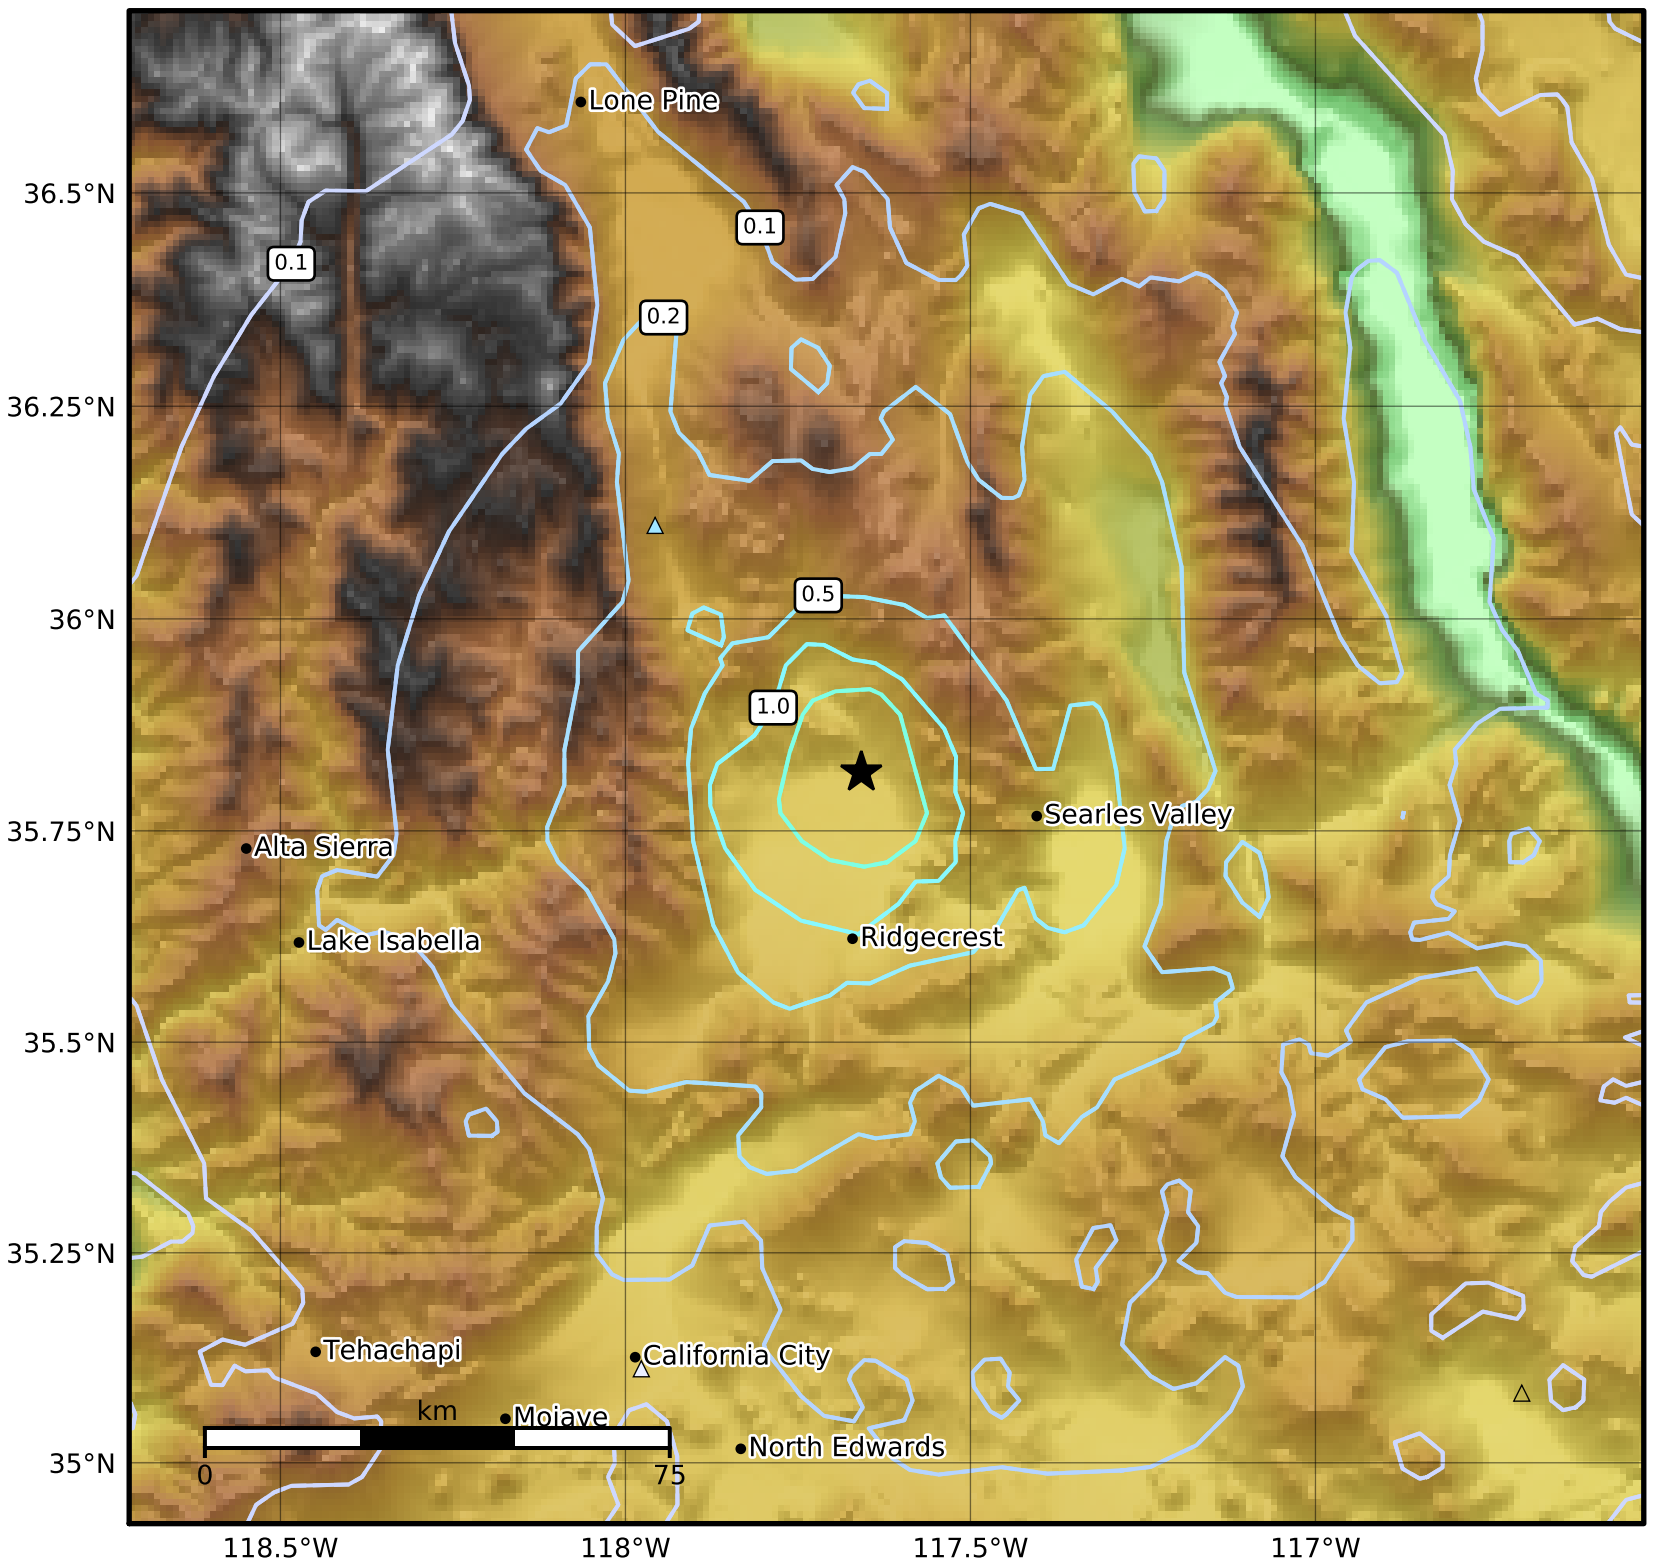 Lone Pine
36.5°N
0.1
0.1
0.2
36.25°N
0.5
36°N
1.0
Searles Valley
35.75°N
Alta Sierra
Ridgecrest
Lake Isabella
35.5°N
35.25°N
Tehachapi
California City
km
Mojave
North Edwards
35°N
0
75
118.5°W
118°W
117.5°W
117°W